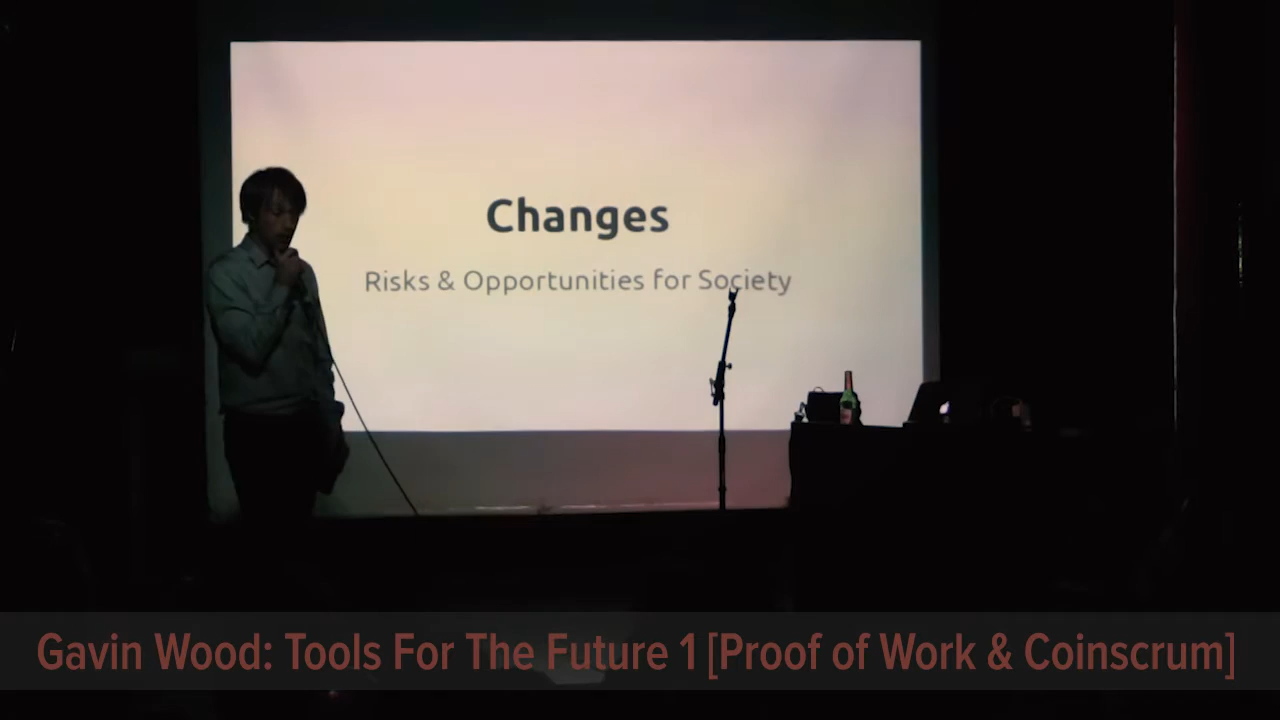 Changes
Risks & Opportunities for Society
Gavin Wood: Tools For The Future 1 [Proof of Work & Coinscrum]